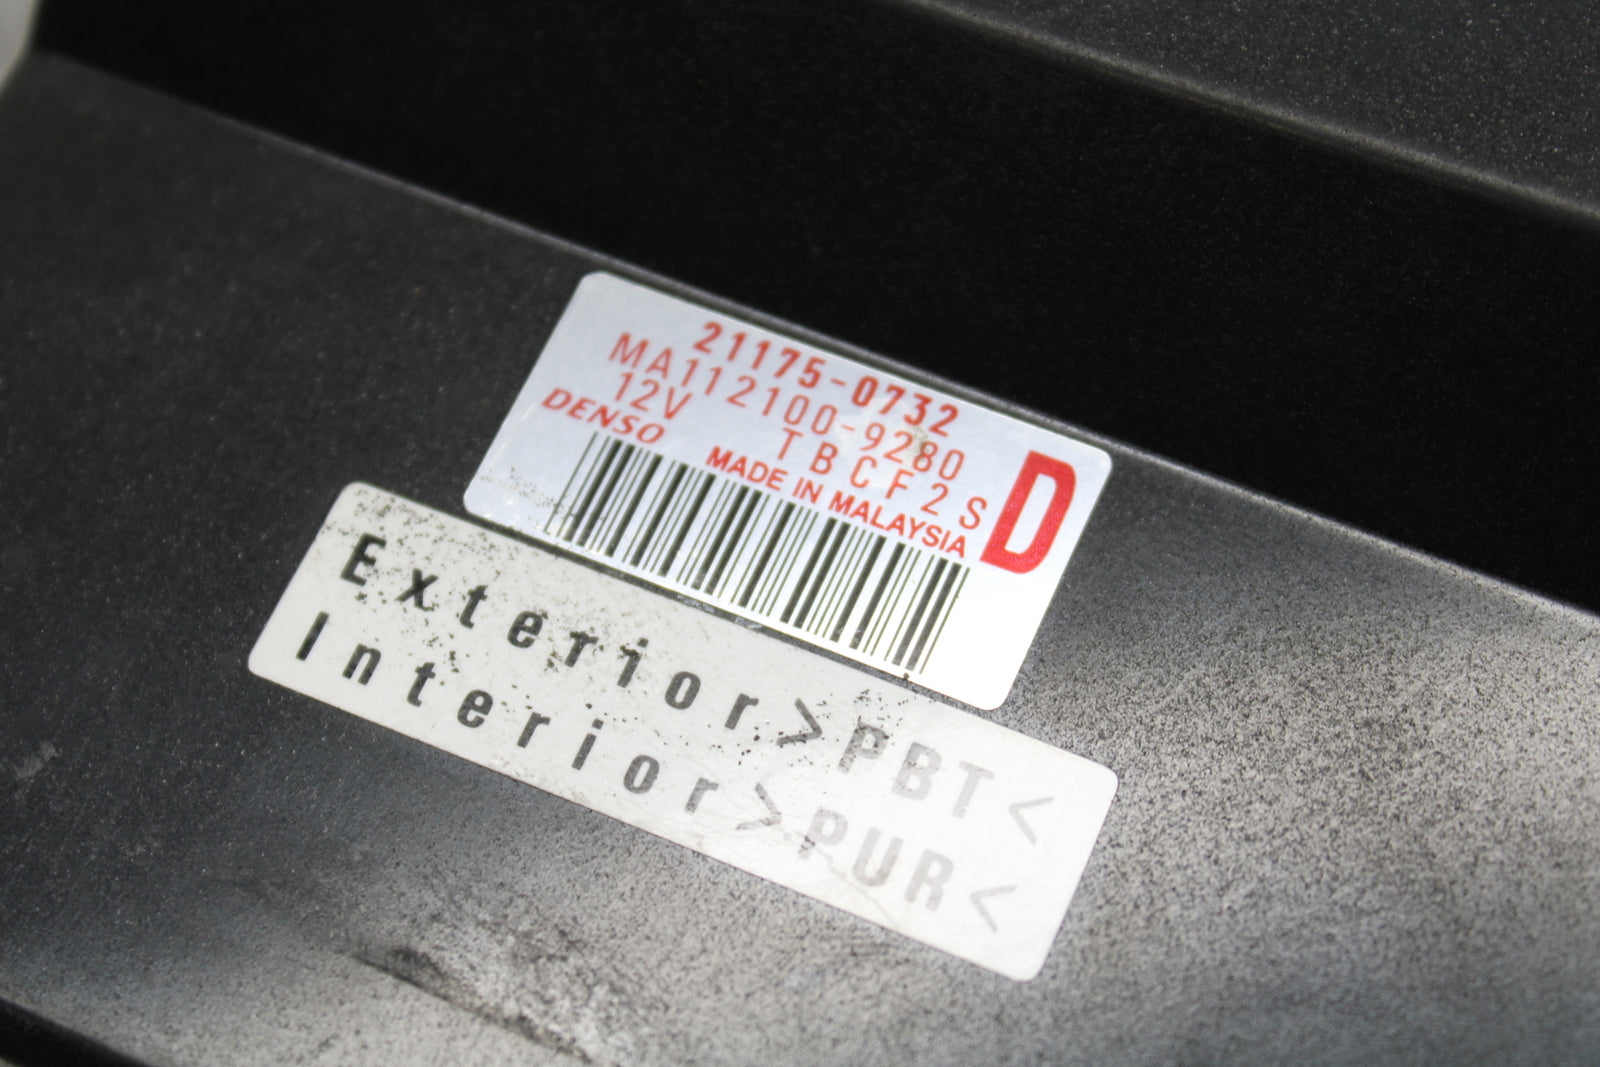 21175-0732
MA112100-9280
12V TBCF2S
DENSO MADE IN MALAYSIA
D
Exterior>PBT<
Interior>PUR<